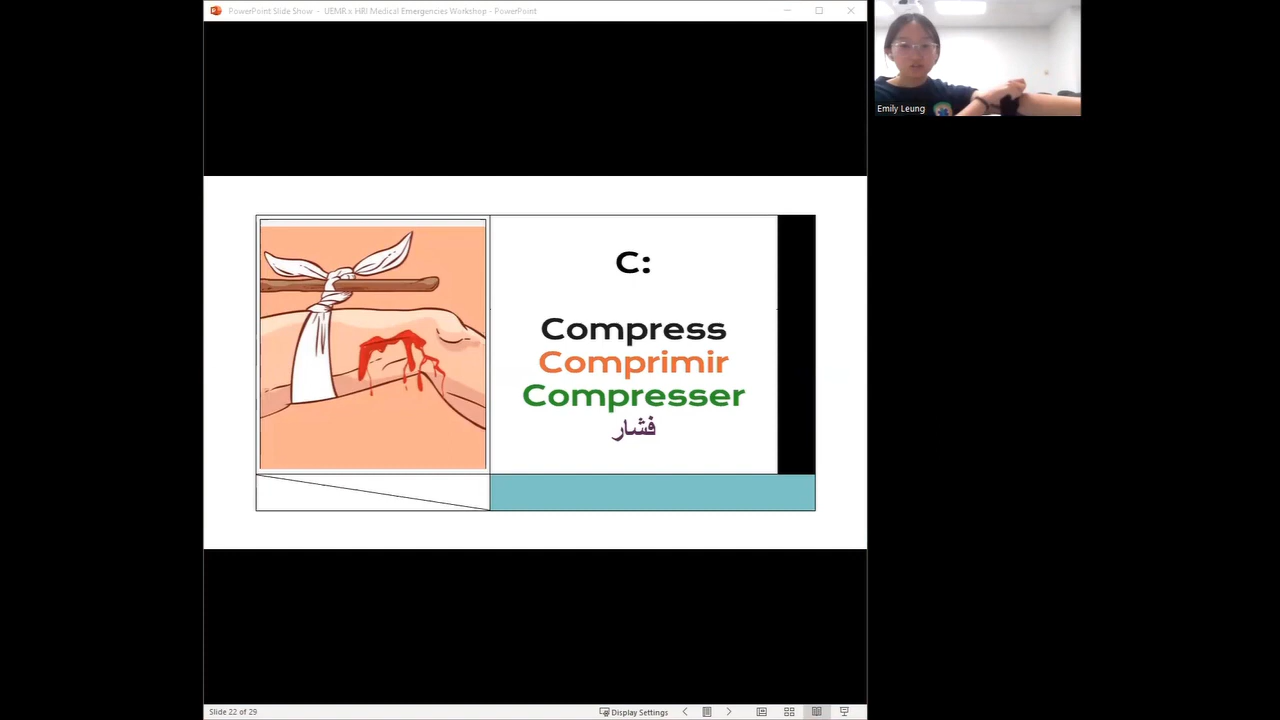 PowerPoint Slide Show - UEMR x HRI Medical Emergencies Workshop - PowerPoint
Emily Leung
C:
Compress
Comprimir
Compresser
فشار
Slide 22 of 29
Display Settings